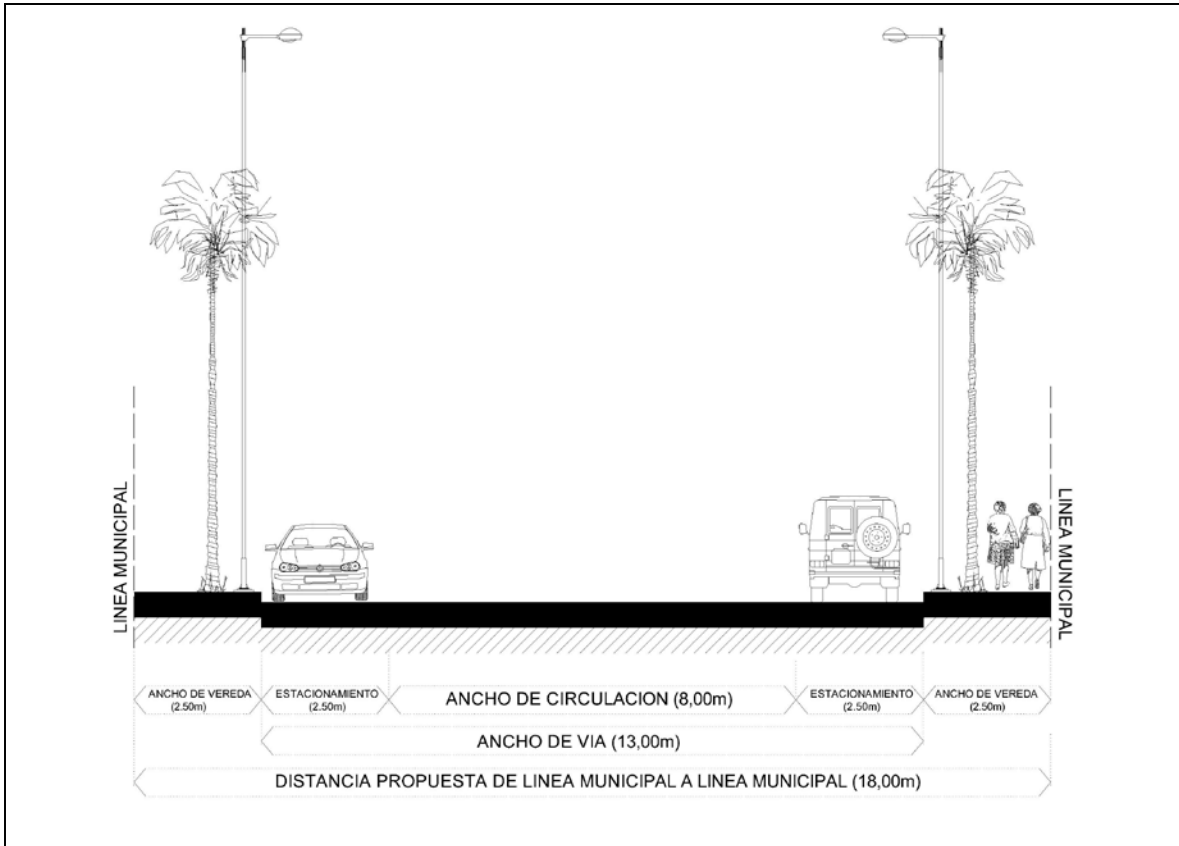 LINEA MUNICIPAL
LINEA MUNICIPAL
ANCHO DE VEREDA
(2.50m)
ESTACIONAMIENTO
(2.50m)
ANCHO DE CIRCULACION (8,00m)
ESTACIONAMIENTO
(2.50m)
ANCHO DE VEREDA
(2.50m)
ANCHO DE VIA (13,00m)
DISTANCIA PROPUESTA DE LINEA MUNICIPAL A LINEA MUNICIPAL (18,00m)